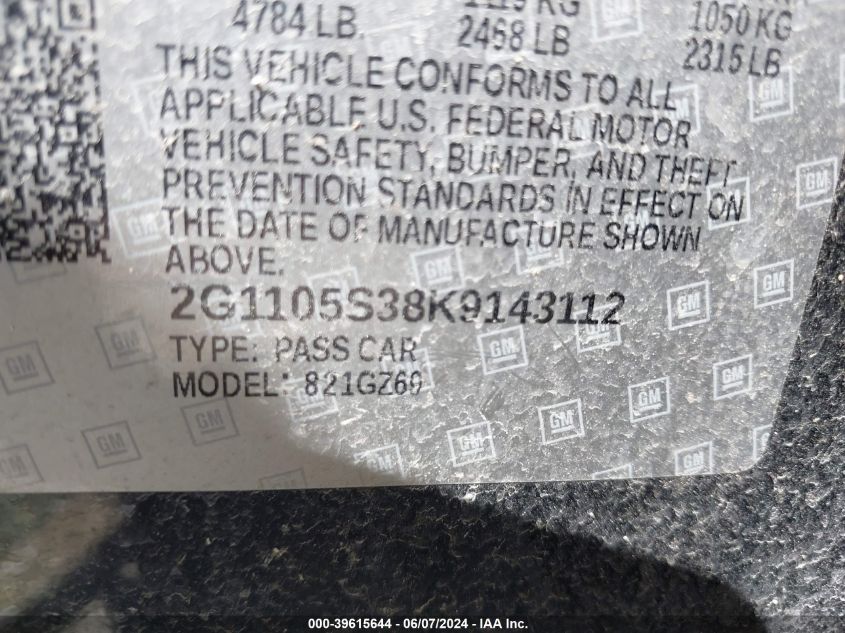 4784 LB.
2468 LB
1050 KG
2315 LB
THIS VEHICLE CONFORMS TO ALL
APPLICABLE U.S. FEDERAL MOTOR
VEHICLE SAFETY, BUMPER, AND THEFT
PREVENTION STANDARDS IN EFFECT ON
THE DATE OF MANUFACTURE SHOWN
ABOVE.
2G1105S38K9143112
TYPE: PASS CAR
MODEL: 821GZ69
GM
000-39615644 - 06/07/2024 - IAA Inc.